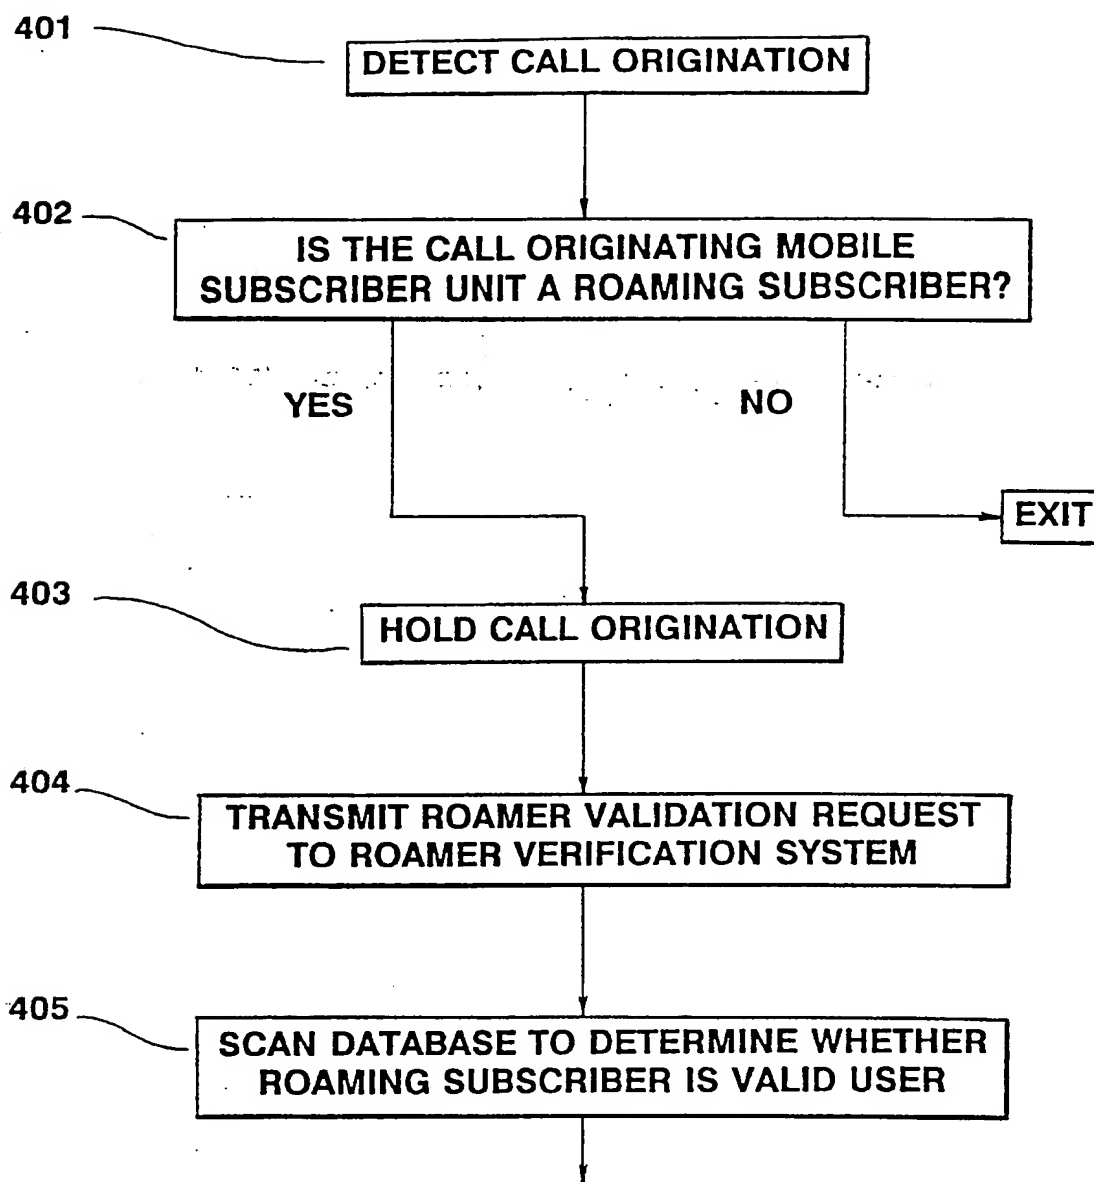 401
DETECT CALL ORIGINATION
402
IS THE CALL ORIGINATING MOBILE
SUBSCRIBER UNIT A ROAMING SUBSCRIBER?
YES
NO
EXIT
403
HOLD CALL ORIGINATION
404
TRANSMIT ROAMER VALIDATION REQUEST
TO ROAMER VERIFICATION SYSTEM
405
SCAN DATABASE TO DETERMINE WHETHER
ROAMING SUBSCRIBER IS VALID USER